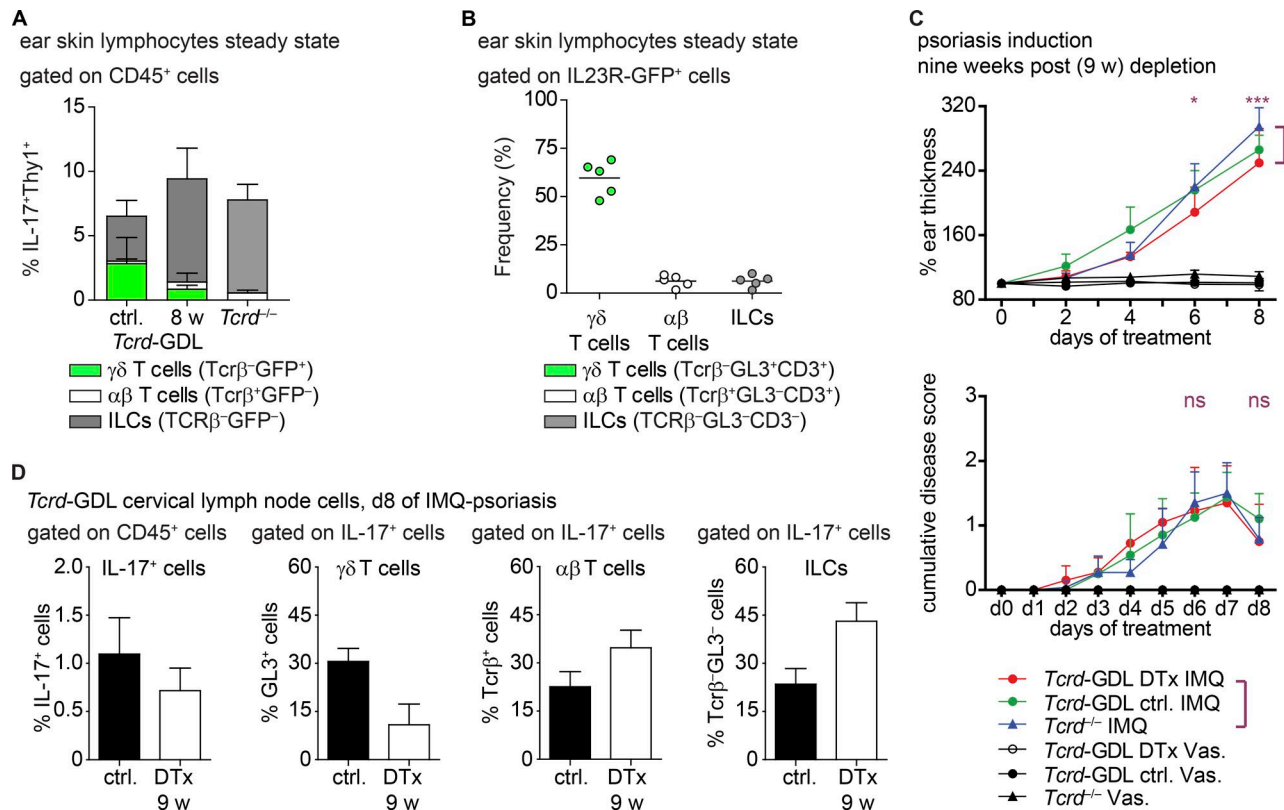 A
ear skin lymphocytes steady state
gated on CD45⁺ cells
% IL-17⁺Thy1⁺
15
10
5
0
ctrl. 8 w Tcrd⁻/⁻
Tcrd-GDL
γδ T cells (Tcrβ⁻GFP⁺)
αβ T cells (Tcrβ⁺GFP⁻)
ILCs (TCRβ⁻GFP⁻)
B
ear skin lymphocytes steady state
gated on IL23R-GFP⁺ cells
Frequency (%)
100
75
50
25
0
γδ αβ ILCs
T cells T cells
γδ T cells (Tcrβ⁻GL3⁺CD3⁺)
αβ T cells (Tcrβ⁺GL3⁻CD3⁺)
ILCs (TCRβ⁻GL3⁻CD3⁻)
C
psoriasis induction
nine weeks post (9 w) depletion
% ear thickness
320
240
160
80
* ***
0 2 4 6 8
days of treatment
cumulative disease score
3
2
1
0
ns ns
d0 d1 d2 d3 d4 d5 d6 d7 d8
days of treatment
Tcrd-GDL DTx IMQ
Tcrd-GDL ctrl. IMQ
Tcrd⁻/⁻ IMQ
Tcrd-GDL DTx Vas.
Tcrd-GDL ctrl. Vas.
Tcrd⁻/⁻ Vas.
D
Tcrd-GDL cervical lymph node cells, d8 of IMQ-psoriasis
gated on CD45⁺ cells
IL-17⁺ cells
% IL-17⁺ cells
2.0
1.5
1.0
0.5
0
ctrl. DTx
9 w
gated on IL-17⁺ cells
γδ T cells
% GL3⁺ cells
60
30
0
ctrl. DTx
9 w
gated on IL-17⁺ cells
αβ T cells
% Tcrβ⁺ cells
60
30
0
ctrl. DTx
9 w
gated on IL-17⁺ cells
ILCs
% Tcrβ⁻GL3⁻ cells
60
30
0
ctrl. DTx
9 w